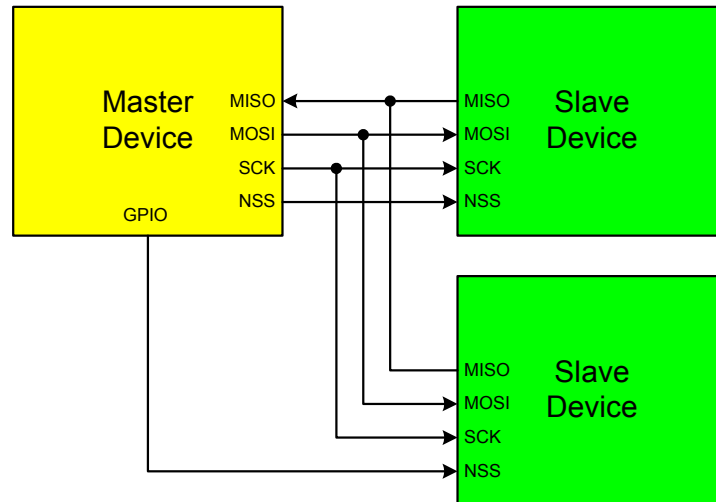 Master
Device
MISO
MOSI
SCK
NSS
GPIO
MISO
MOSI
SCK
NSS
Slave
Device
MISO
MOSI
SCK
NSS
Slave
Device